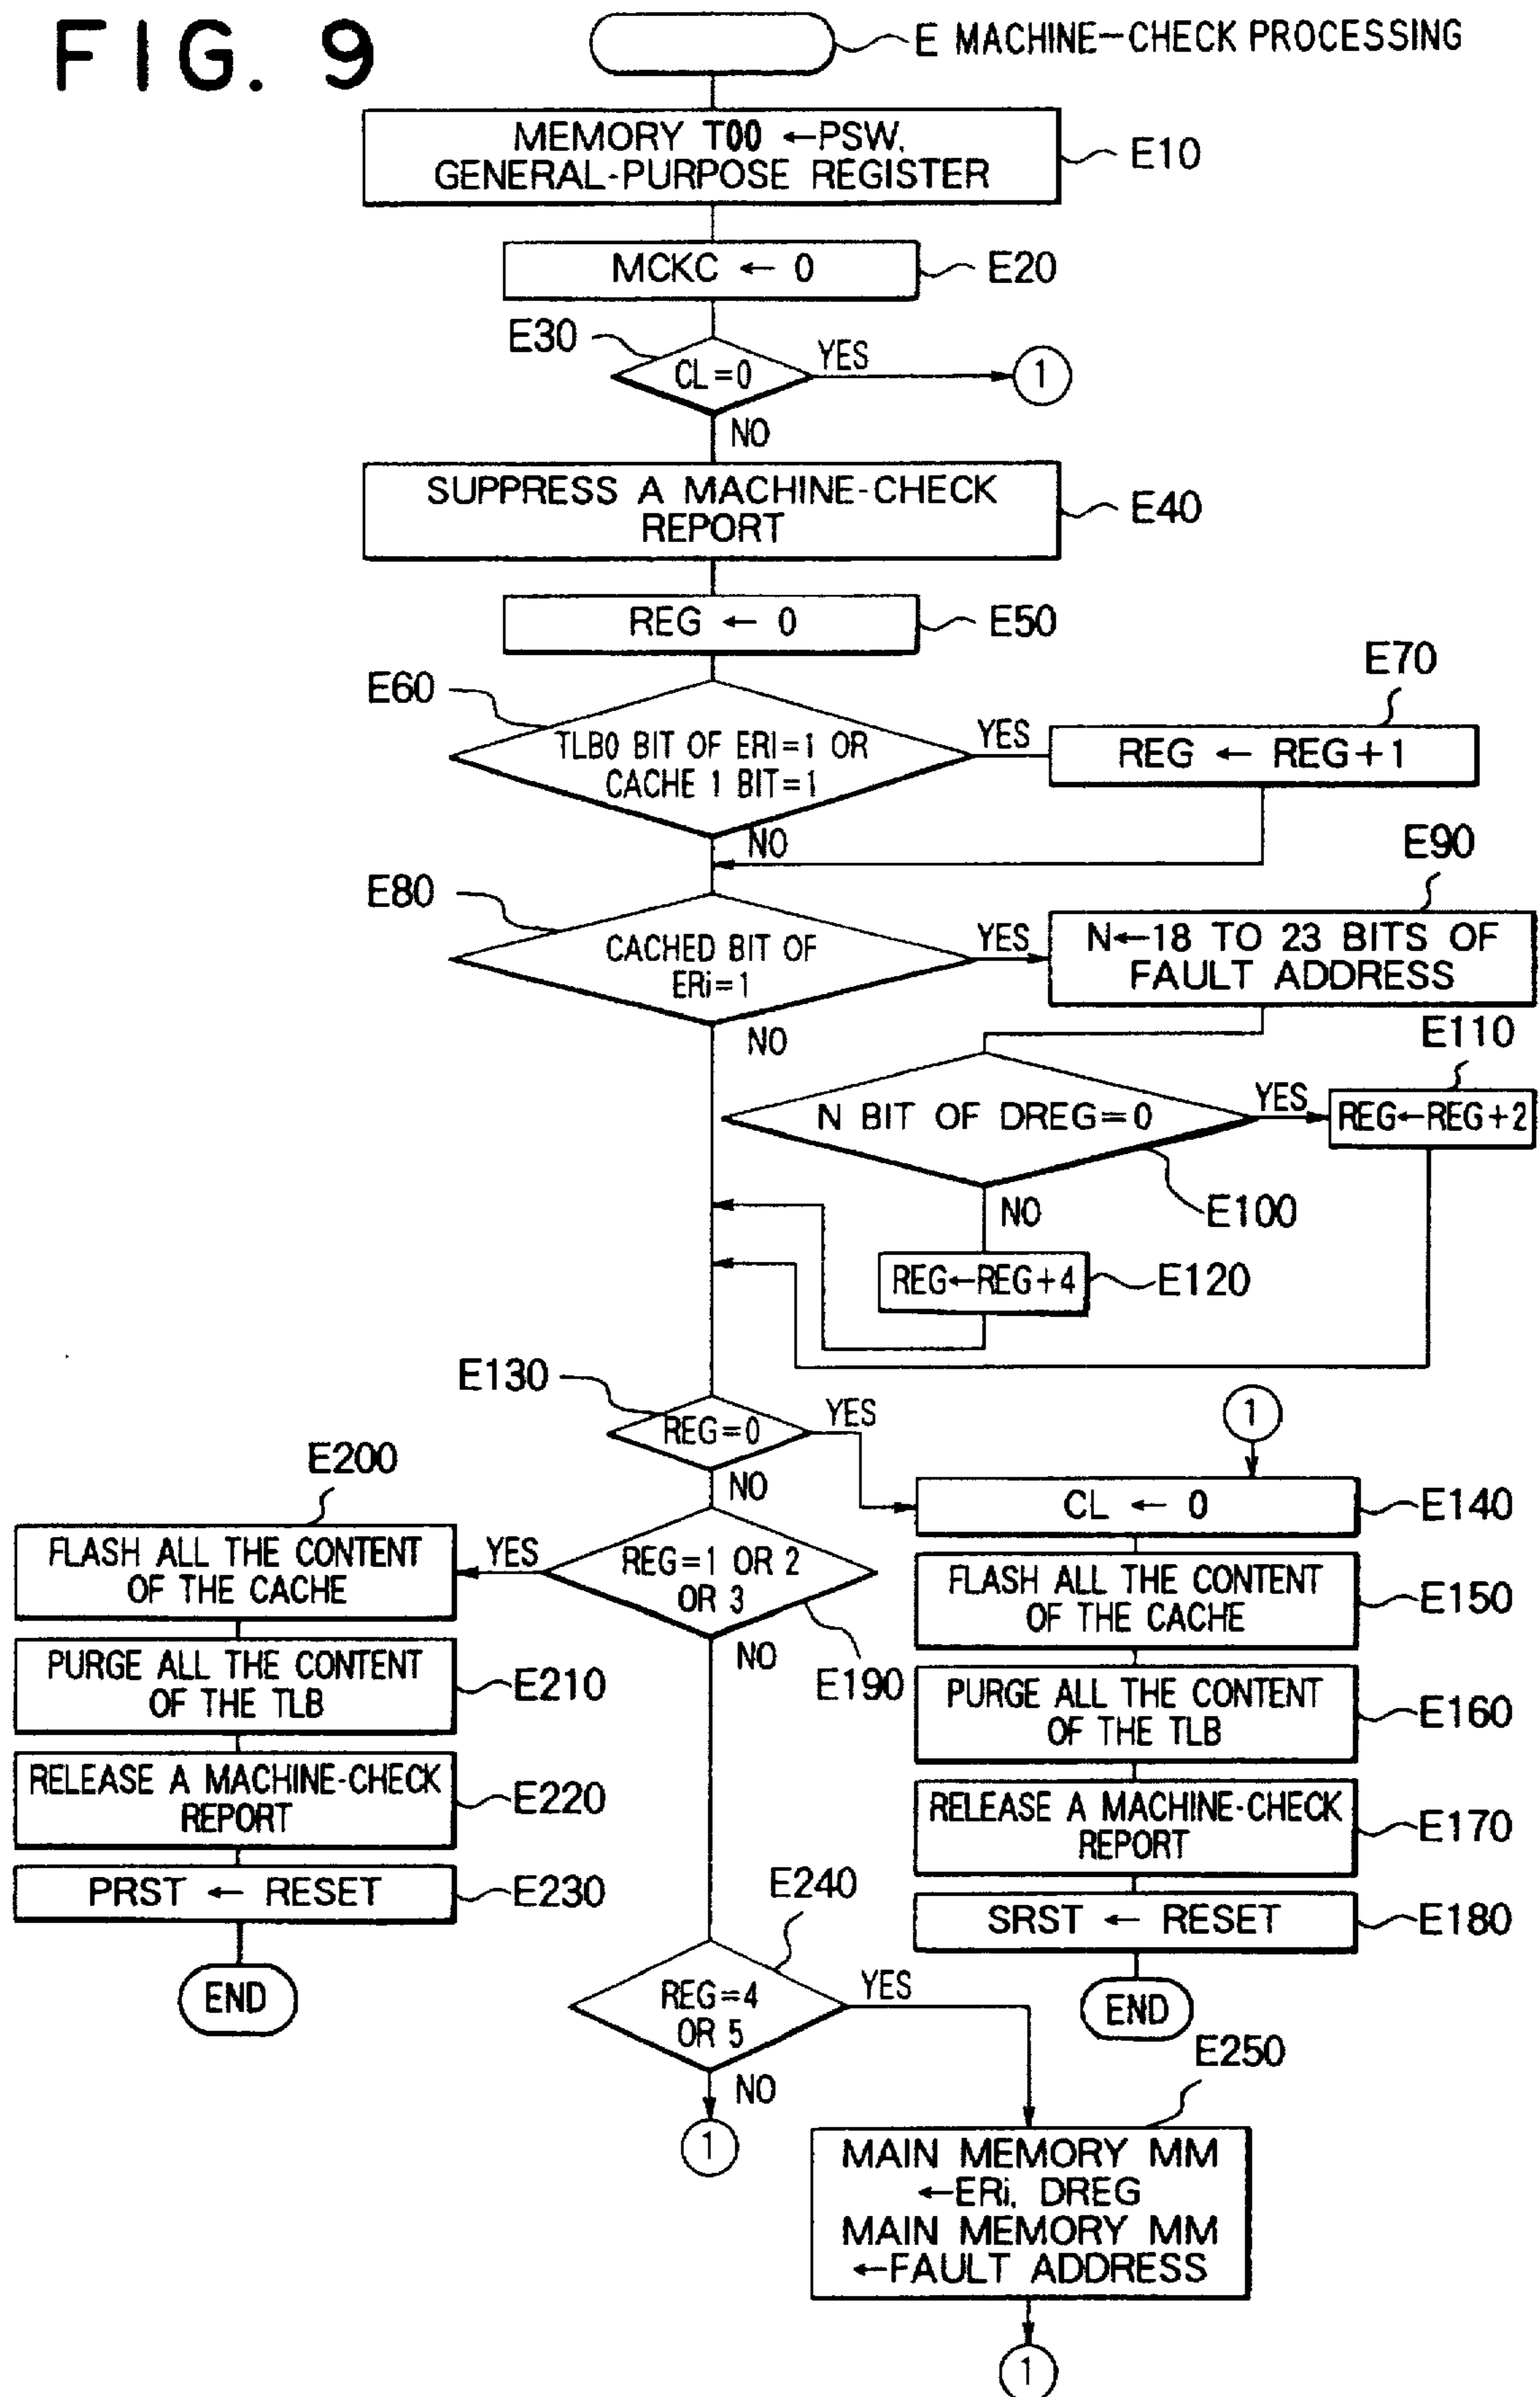 FIG. 9
E MACHINE-CHECK PROCESSING
MEMORY T00 ←PSW,
GENERAL-PURPOSE REGISTER
E10
MCKC ← 0
E20
E30
CL=0
YES
1
NO
SUPPRESS A MACHINE-CHECK
REPORT
E40
REG ← 0
E50
E60
TLB0 BIT OF ERI=1 OR
CACHE 1 BIT=1
YES
E70
REG ← REG+1
NO
E80
CACHED BIT OF
ERi=1
YES
E90
N←18 TO 23 BITS OF
FAULT ADDRESS
NO
N BIT OF DREG=0
YES
E110
REG←REG+2
E100
NO
REG←REG+4
E120
E130
REG=0
YES
1
NO
CL ← 0
E140
E200
FLASH ALL THE CONTENT
OF THE CACHE
YES
REG=1 OR 2
OR 3
E190
NO
FLASH ALL THE CONTENT
OF THE CACHE
E150
PURGE ALL THE CONTENT
OF THE TLB
E210
PURGE ALL THE CONTENT
OF THE TLB
E160
RELEASE A MACHINE-CHECK
REPORT
E220
RELEASE A MACHINE-CHECK
REPORT
E170
PRST ← RESET
E230
SRST ← RESET
E180
END
END
E240
REG=4
OR 5
YES
NO
1
E250
MAIN MEMORY MM
←ERi, DREG
MAIN MEMORY MM
←FAULT ADDRESS
1